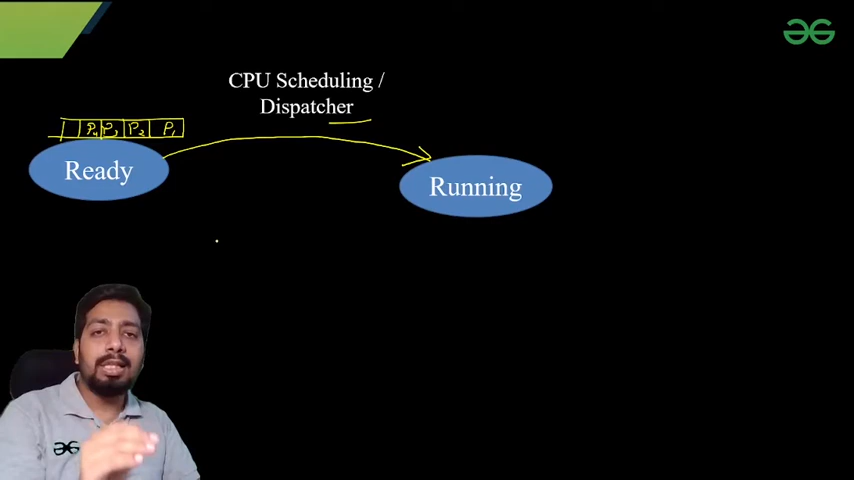 CPU Scheduling /
Dispatcher
P4 P3 P2 P1
Ready
Running